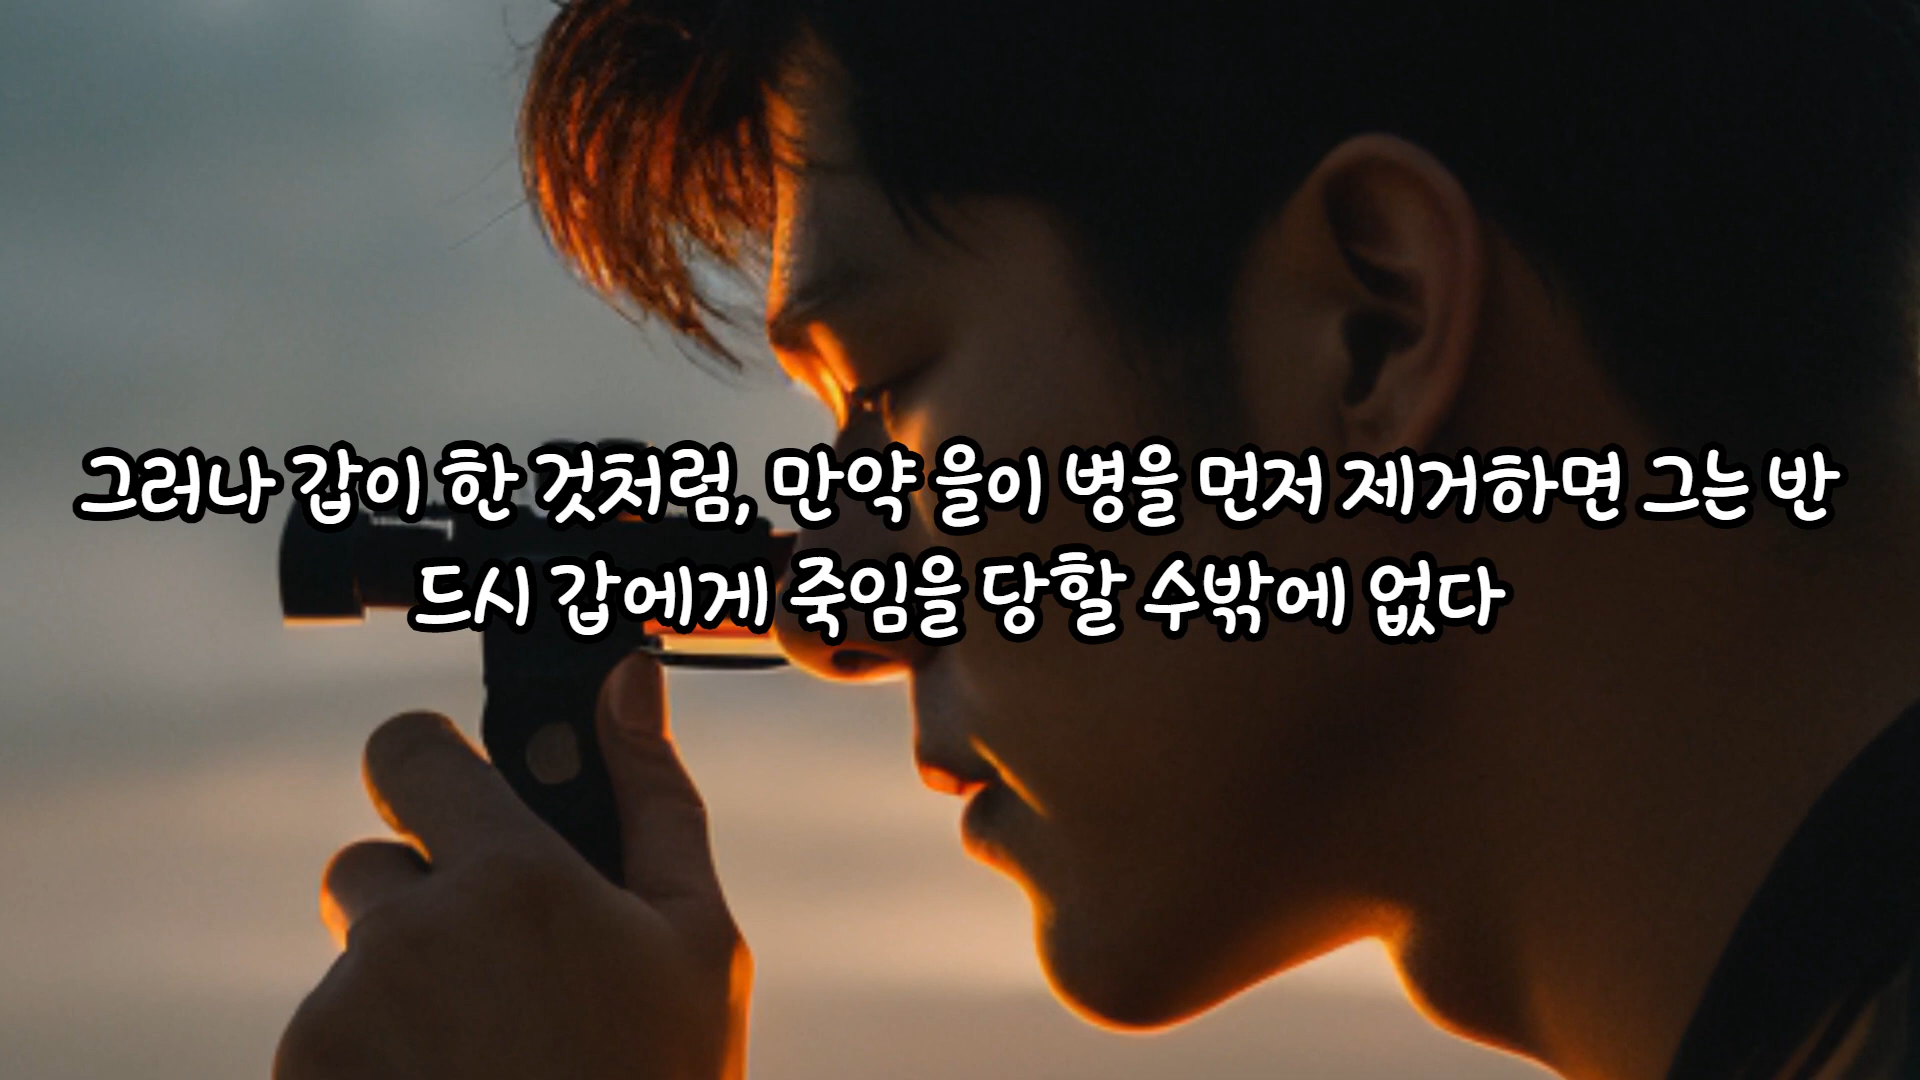 그러나 갑이 한 것처럼, 만약 을이 병을 먼저 제거하면 그는 반
드시 갑에게 죽임을 당할 수밖에 없다